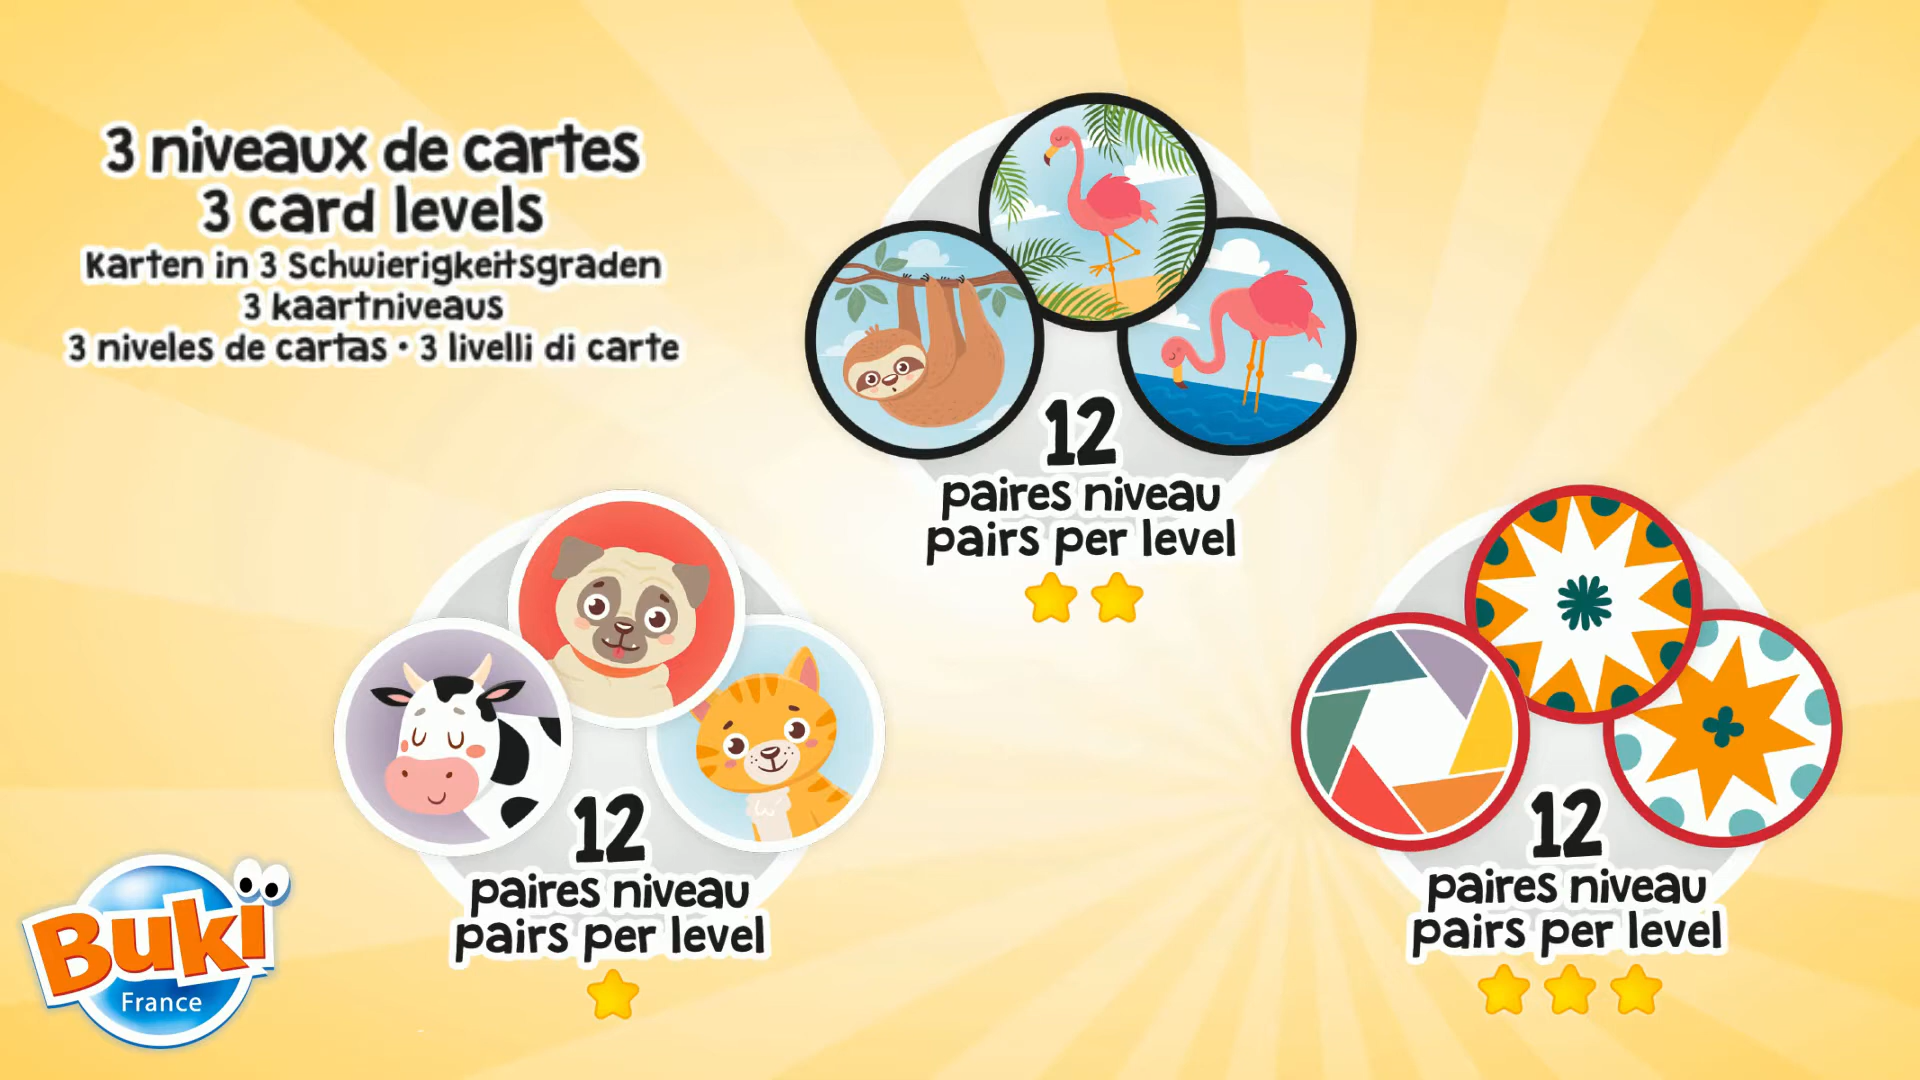 3 niveaux de cartes
3 card levels
Karten in 3 Schwierigkeitsgraden
3 kaartniveaus
3 niveles de cartas • 3 livelli di carte
12
paires niveau
pairs per level
12
paires niveau
pairs per level
12
paires niveau
pairs per level
Buki
France